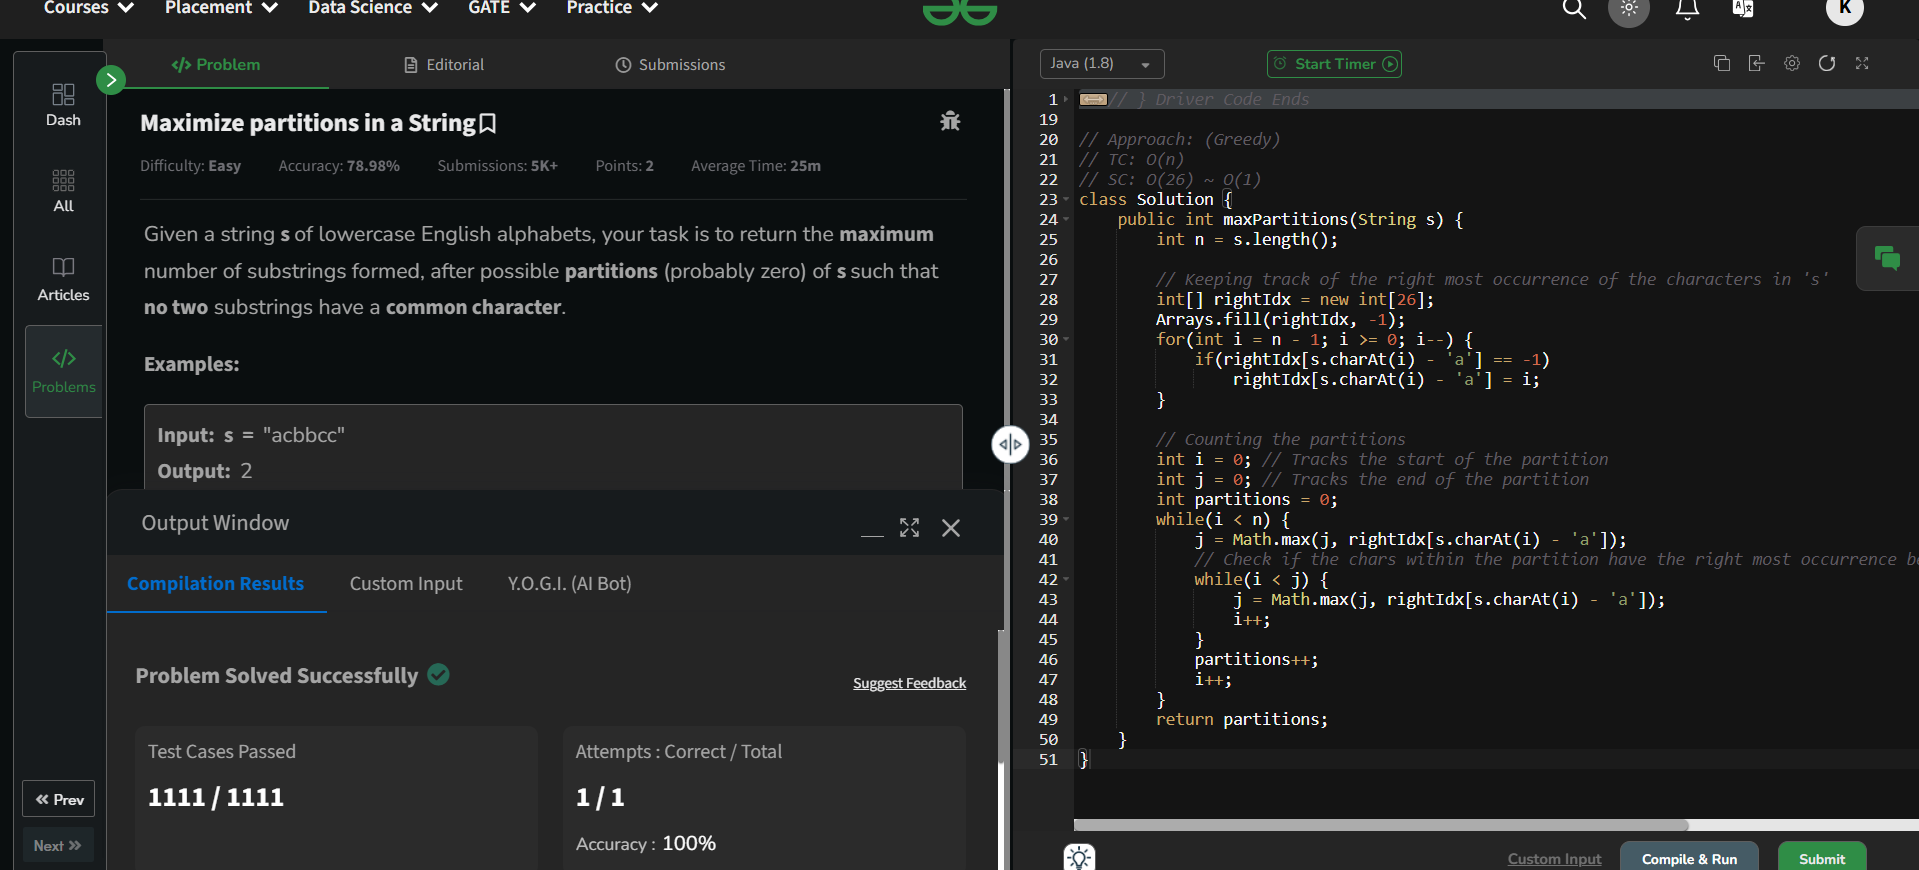 Courses
Placement
Data Science
GATE
Practice
K
Dash
All
Articles
Problems
Prev
Next
Problem
Editorial
Submissions
Maximize partitions in a String
Difficulty: Easy Accuracy: 78.98% Submissions: 5K+ Points: 2 Average Time: 25m
Given a string s of lowercase English alphabets, your task is to return the maximum
number of substrings formed, after possible partitions (probably zero) of s such that
no two substrings have a common character.
Examples:
Input: s = "acbbcc"
Output: 2
Output Window
Compilation Results
Custom Input
Y.O.G.I. (AI Bot)
Problem Solved Successfully
Suggest Feedback
Test Cases Passed
1111 / 1111
Attempts : Correct / Total
1 / 1
Accuracy : 100%
Java (1.8)
Start Timer
1 // } Driver Code Ends
19
20 // Approach: (Greedy)
21 // TC: O(n)
22 // SC: O(26) ~ O(1)
23 class Solution {
24 public int maxPartitions(String s) {
25 int n = s.length();
26
27 // Keeping track of the right most occurrence of the characters in 's'
28 int[] rightIdx = new int[26];
29 Arrays.fill(rightIdx, -1);
30 for(int i = n - 1; i >= 0; i--) {
31 if(rightIdx[s.charAt(i) - 'a'] == -1)
32 rightIdx[s.charAt(i) - 'a'] = i;
33 }
34
35 // Counting the partitions
36 int i = 0; // Tracks the start of the partition
37 int j = 0; // Tracks the end of the partition
38 int partitions = 0;
39 while(i < n) {
40 j = Math.max(j, rightIdx[s.charAt(i) - 'a']);
41 // Check if the chars within the partition have the right most occurrence b
42 while(i < j) {
43 j = Math.max(j, rightIdx[s.charAt(i) - 'a']);
44 i++;
45 }
46 partitions++;
47 i++;
48 }
49 return partitions;
50 }
51 }
Custom Input
Compile & Run
Submit